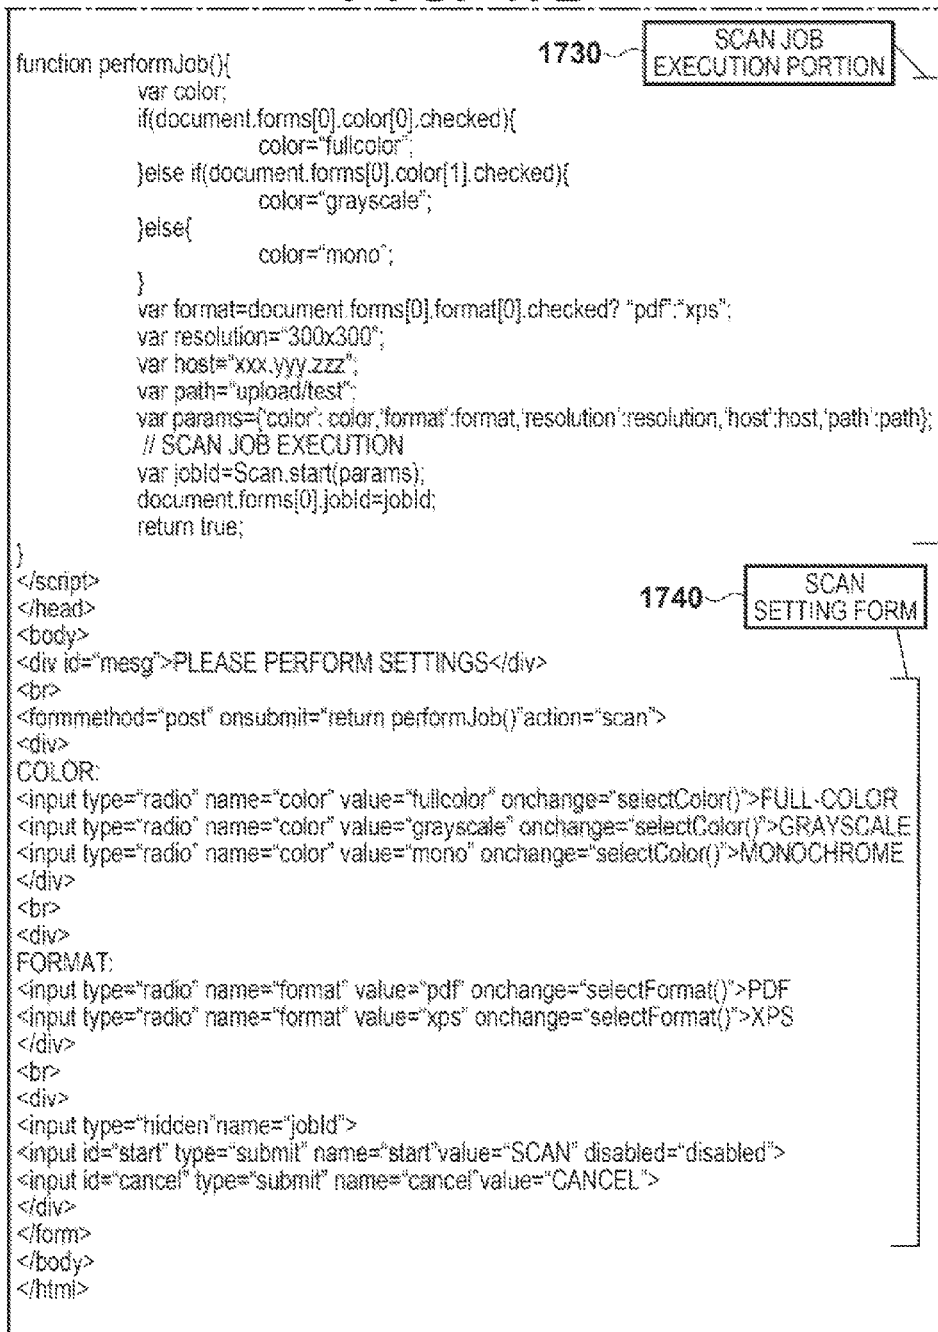 1730
SCAN JOB
EXECUTION PORTION
function performJob(){
var color;
if(document.forms[0].color[0].checked){
color="fullcolor";
}else if(document.forms[0].color[1].checked){
color="grayscale";
}else{
color="mono";
}
var format=document.forms[0].format[0].checked? "pdf":"xps";
var resolution="300x300";
var host="xxx.yyy.zzz";
var path="upload/test";
var params={'color': color,'format':format,'resolution':resolution,'host':host,'path':path};
// SCAN JOB EXECUTION
var jobId=Scan.start(params);
document.forms[0].jobId=jobId;
return true;
}
</script>
</head>
1740
SCAN
SETTING FORM
<body>
<div id="mesg">PLEASE PERFORM SETTINGS</div>
<br>
<formmethod="post" onsubmit="return performJob()"action="scan">
<div>
COLOR:
<input type="radio" name="color" value="fullcolor" onchange="selectColor()">FULL-COLOR
<input type="radio" name="color" value="grayscale" onchange="selectColor()">GRAYSCALE
<input type="radio" name="color" value="mono" onchange="selectColor()">MONOCHROME
</div>
<br>
<div>
FORMAT:
<input type="radio" name="format" value="pdf" onchange="selectFormat()">PDF
<input type="radio" name="format" value="xps" onchange="selectFormat()">XPS
</div>
<br>
<div>
<input type="hidden"name="jobId">
<input id="start" type="submit" name="start"value="SCAN" disabled="disabled">
<input id="cancel" type="submit" name="cancel"value="CANCEL">
</div>
</form>
</body>
</html>